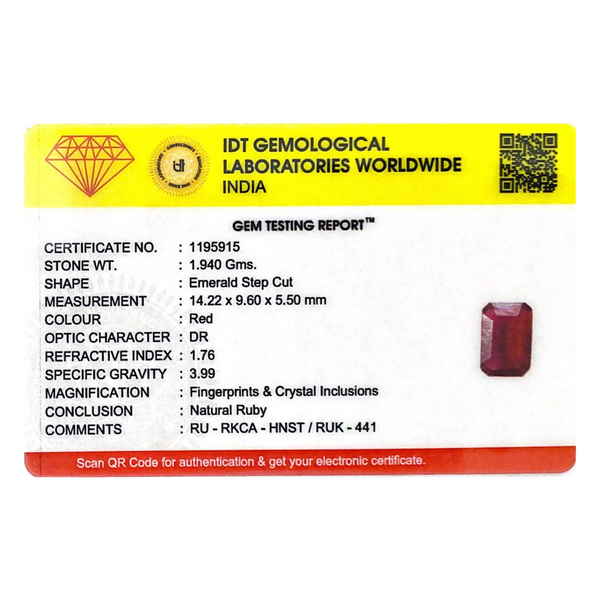 IDT GEMOLOGICAL
LABORATORIES WORLDWIDE
INDIA
GEM TESTING REPORT™
CERTIFICATE NO. : 1195915
STONE WT. : 1.940 Gms.
SHAPE : Emerald Step Cut
MEASUREMENT : 14.22 x 9.60 x 5.50 mm
COLOUR : Red
OPTIC CHARACTER : DR
REFRACTIVE INDEX : 1.76
SPECIFIC GRAVITY : 3.99
MAGNIFICATION : Fingerprints & Crystal Inclusions
CONCLUSION : Natural Ruby
COMMENTS : RU - RKCA - HNST / RUK - 441
Scan QR Code for authentication & get your electronic certificate.